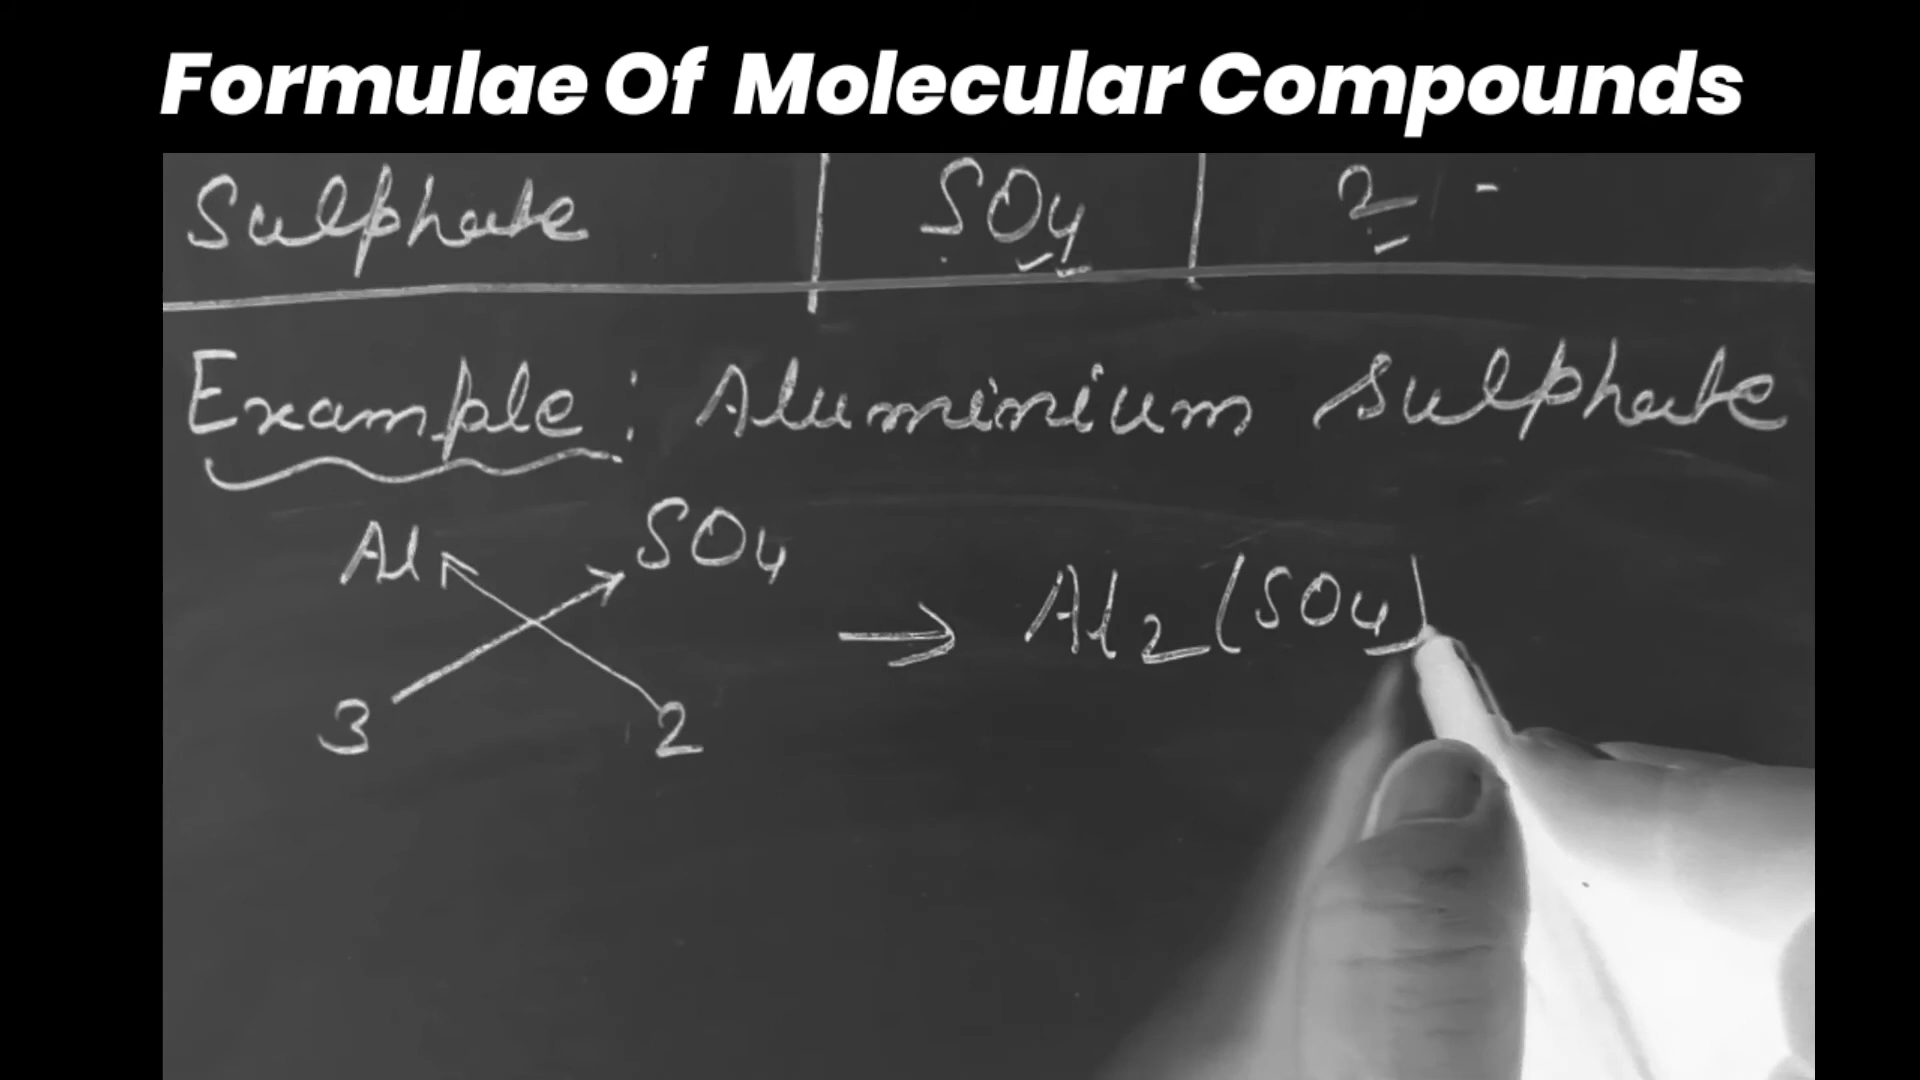 Formulae Of Molecular Compounds
Sulphate SO4 2 -
Example: Aluminium Sulphate
Al SO4
→ Al2(SO4)
3 2